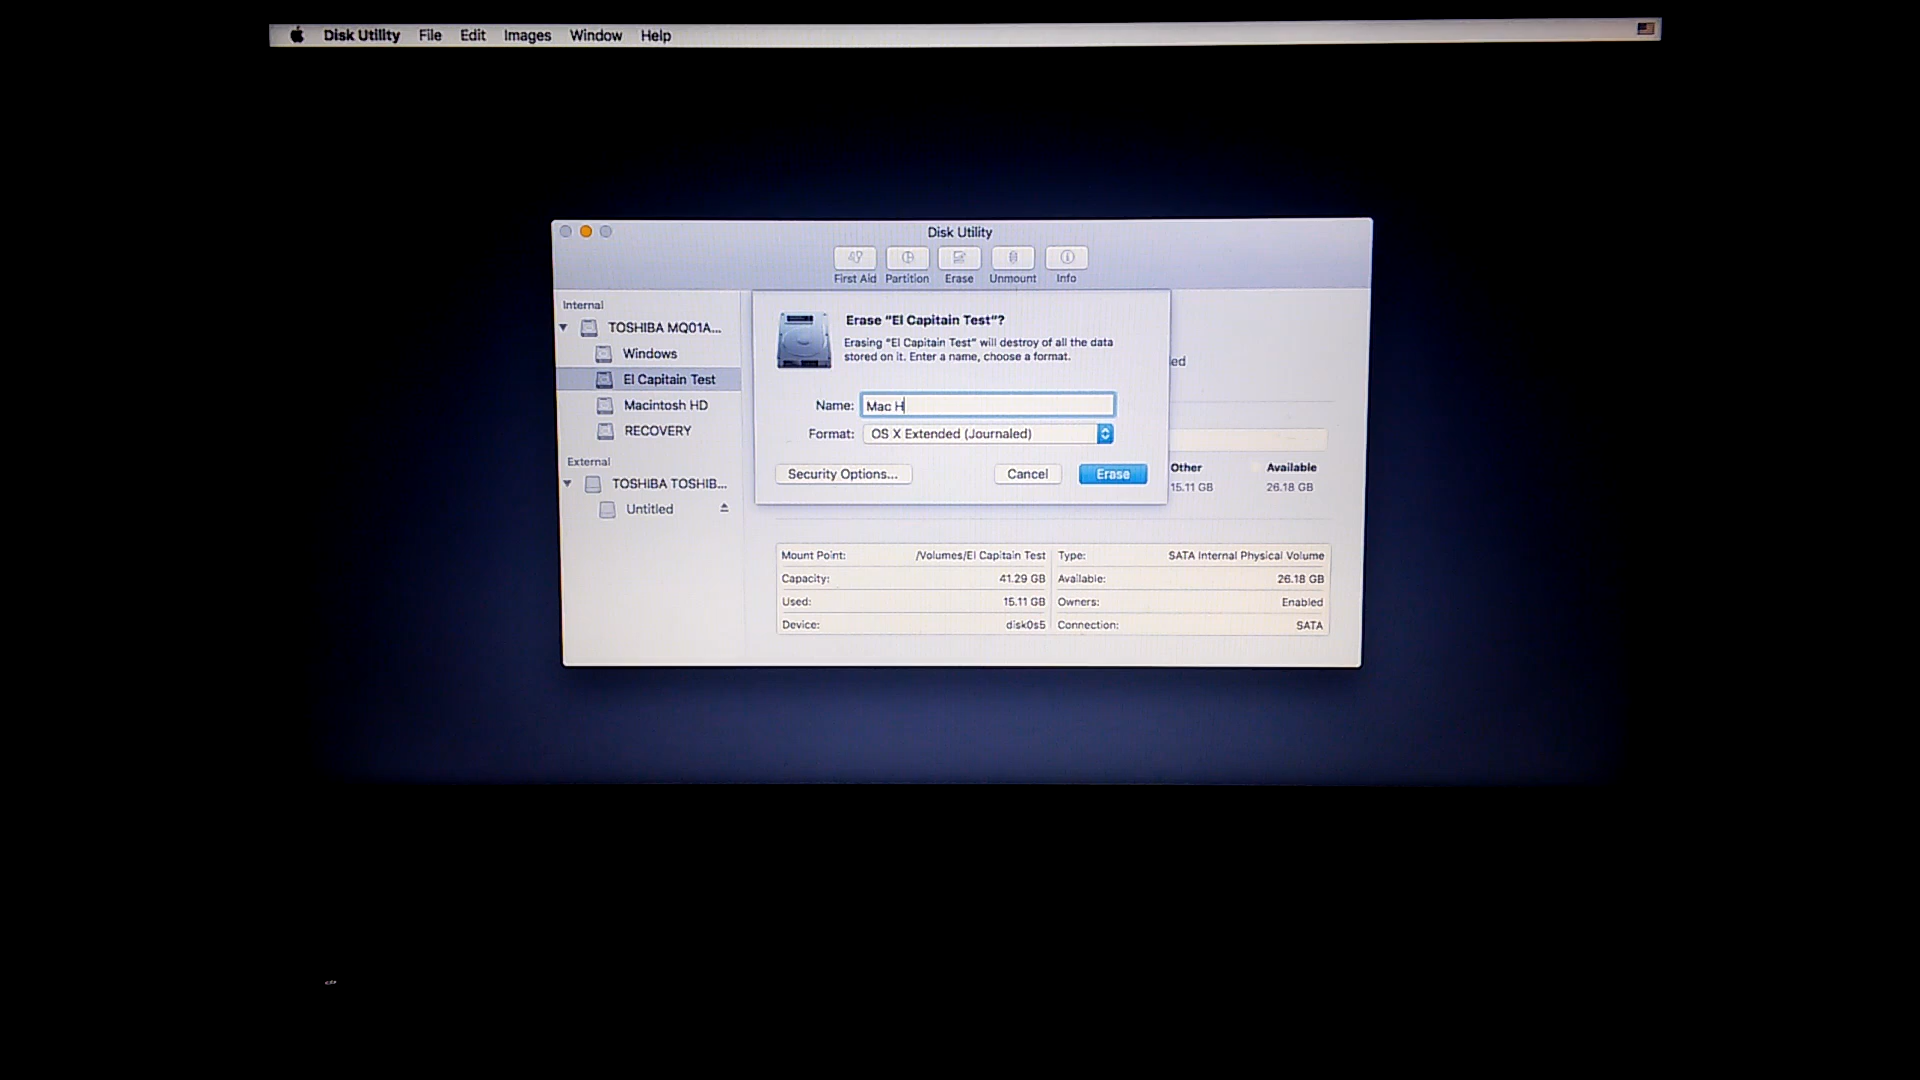 Disk Utility File Edit Images Window Help
Disk Utility
First Aid Partition Erase Unmount Info
Internal
TOSHIBA MQ01A...
Windows
El Capitain Test
Macintosh HD
RECOVERY
External
TOSHIBA TOSHIB...
Untitled
Erase “El Capitain Test”?
Erasing “El Capitain Test” will destroy of all the data
stored on it. Enter a name, choose a format.
Name: Mac H
Format: OS X Extended (Journaled)
Security Options... Cancel Erase
ed
Other Available
15.11 GB 26.18 GB
Mount Point: /Volumes/El Capitain Test Type: SATA Internal Physical Volume
Capacity: 41.29 GB Available: 26.18 GB
Used: 15.11 GB Owners: Enabled
Device: disk0s5 Connection: SATA